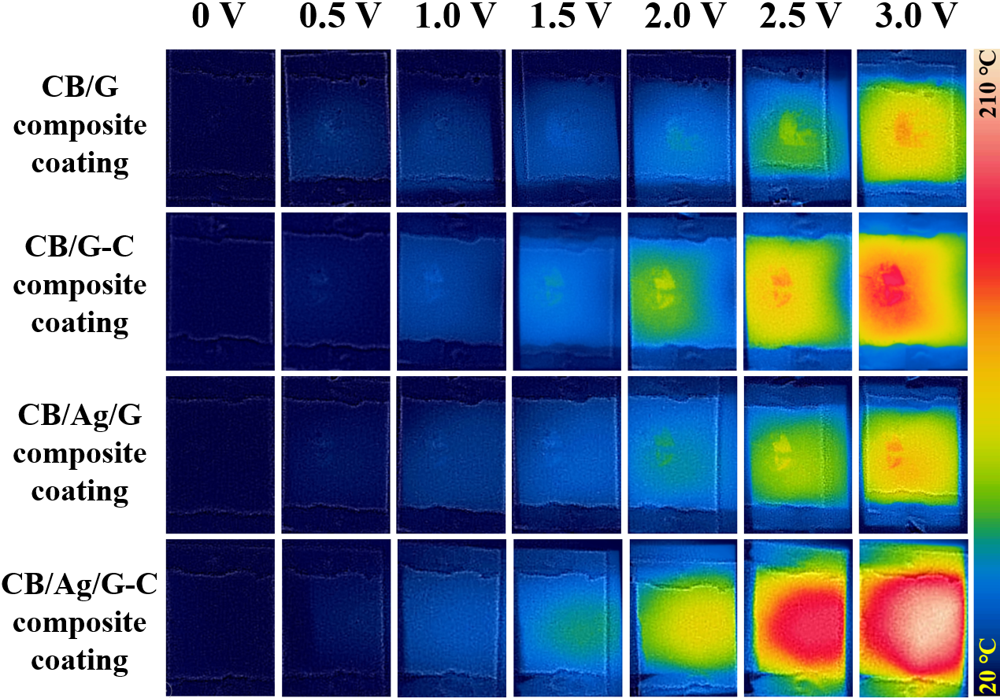 0 V 0.5 V 1.0 V 1.5 V 2.0 V 2.5 V 3.0 V
CB/G
composite
coating
CB/G-C
composite
coating
CB/Ag/G
composite
coating
CB/Ag/G-C
composite
coating
210 °C
20 °C